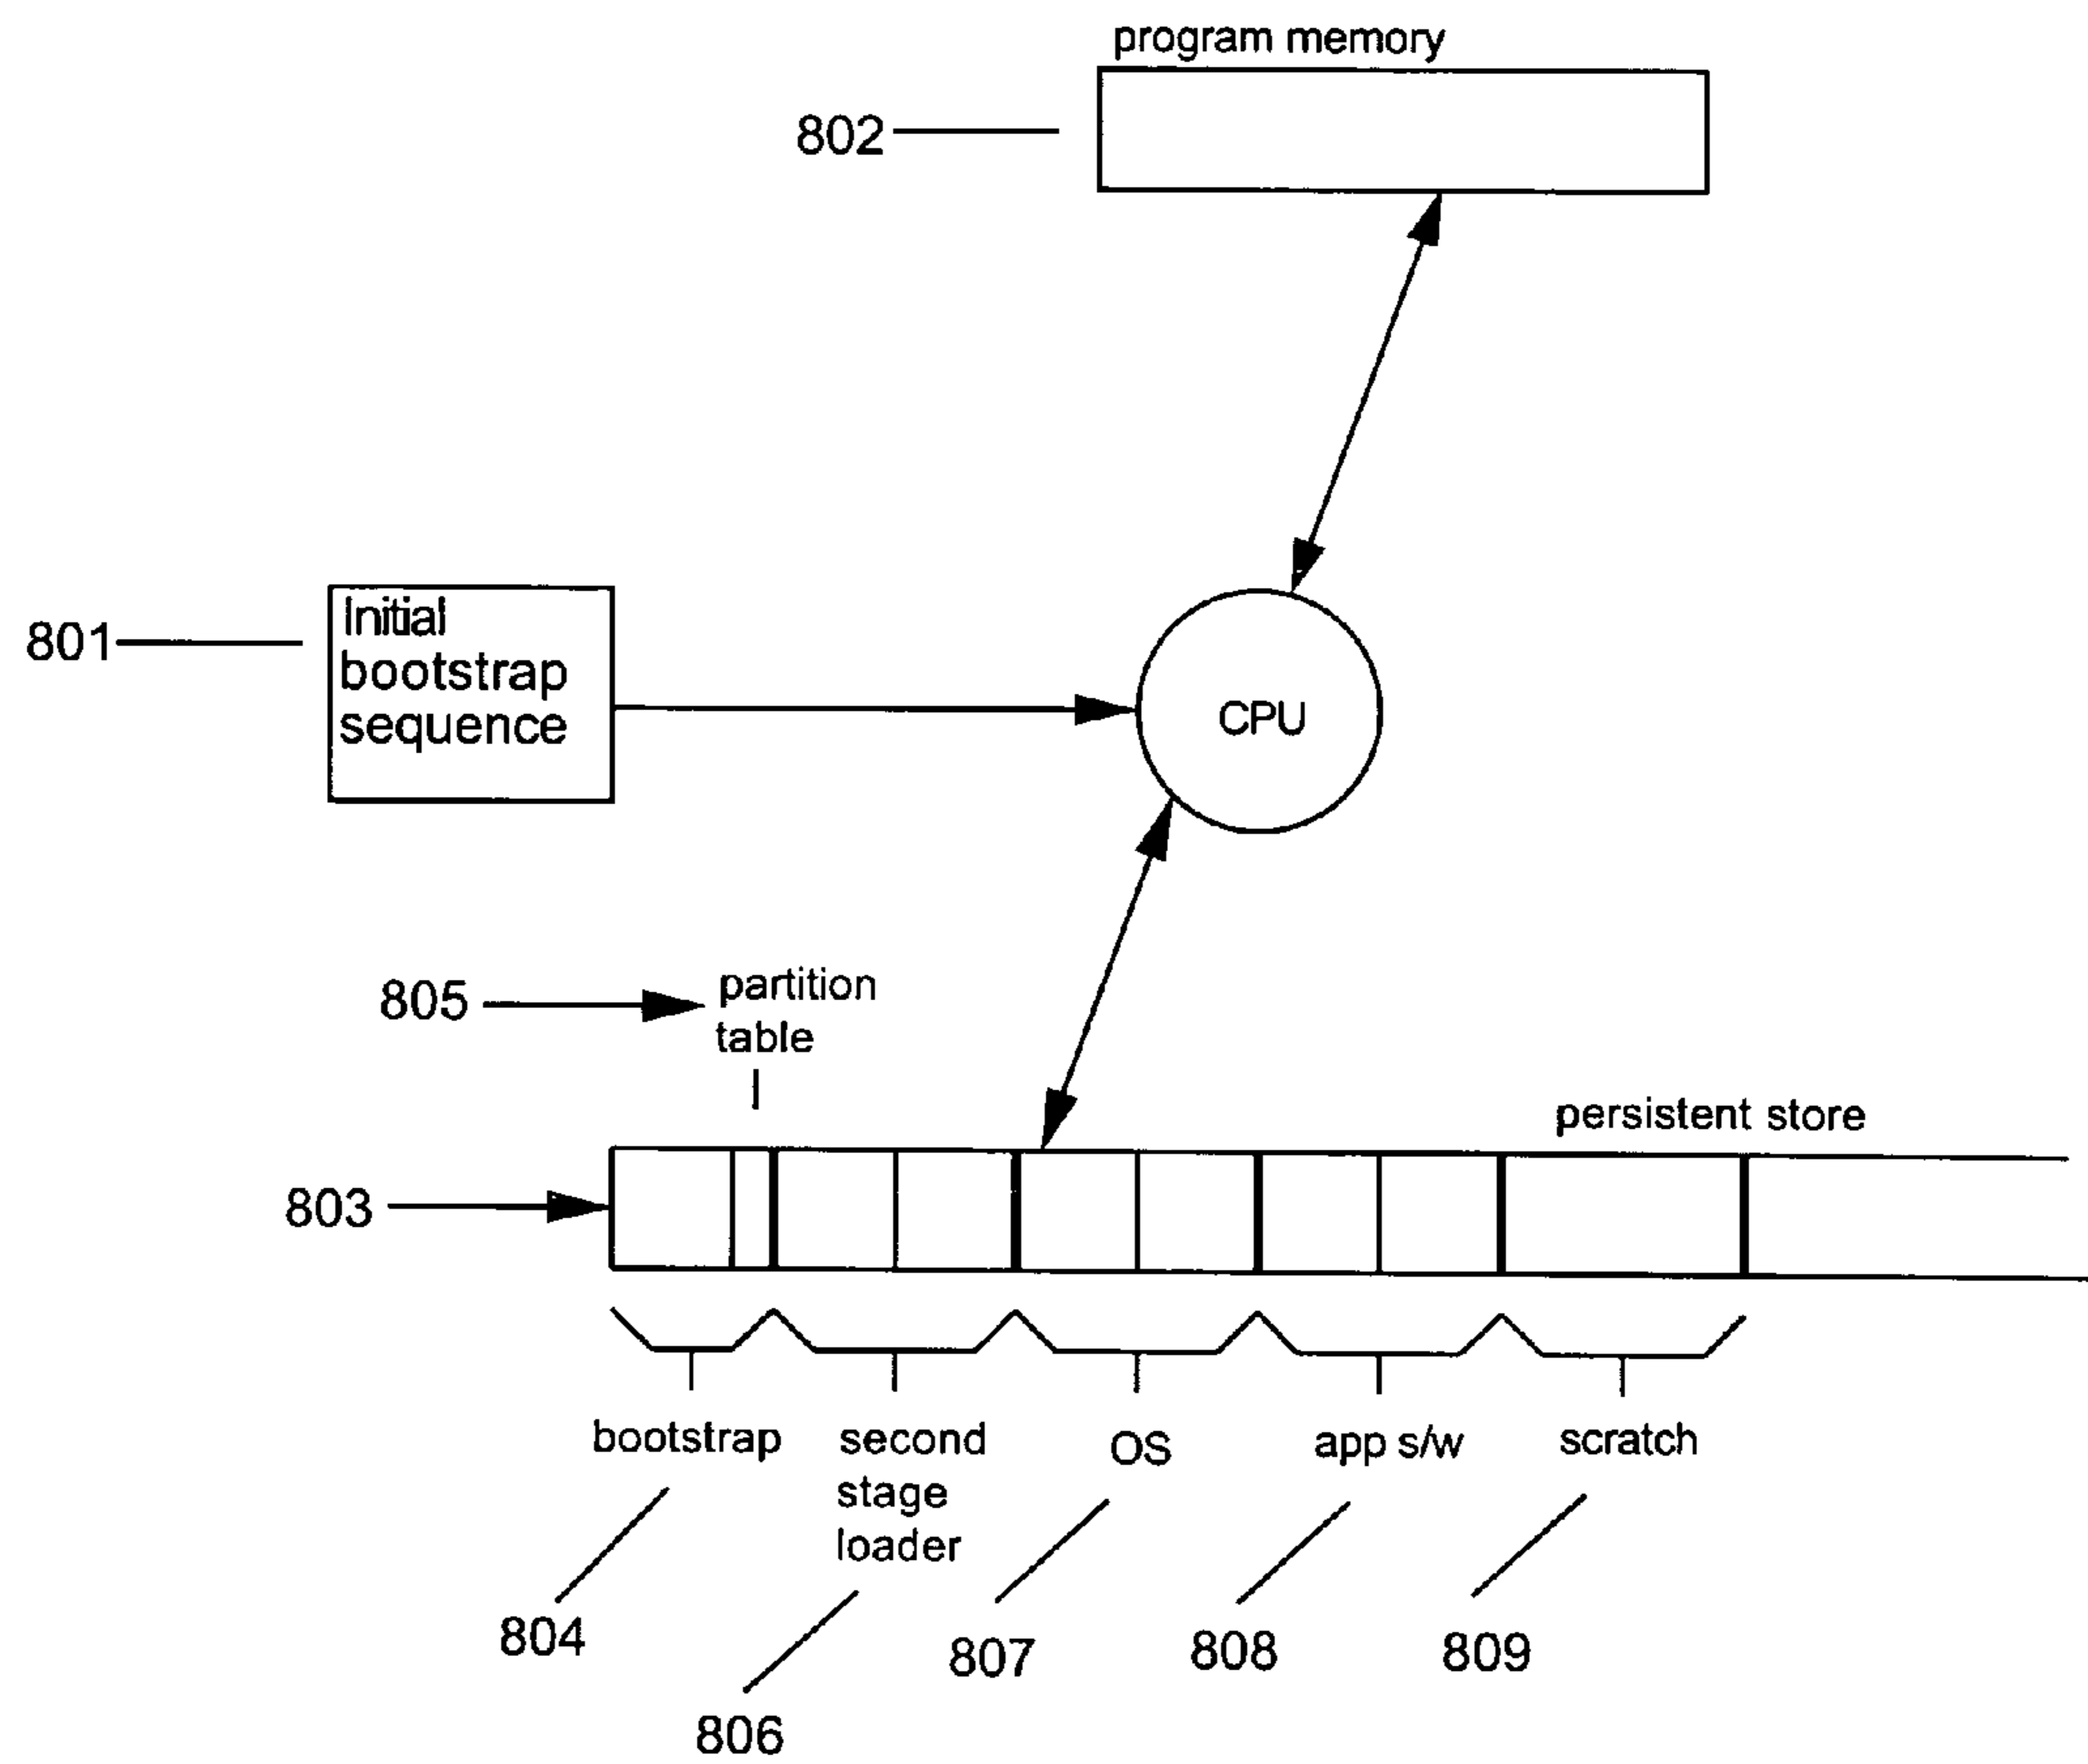 program memory
802
801
Initial
bootstrap
sequence
CPU
805
partition
table
persistent store
803
bootstrap
second
stage
loader
OS
app s/w
scratch
804
806
807
808
809